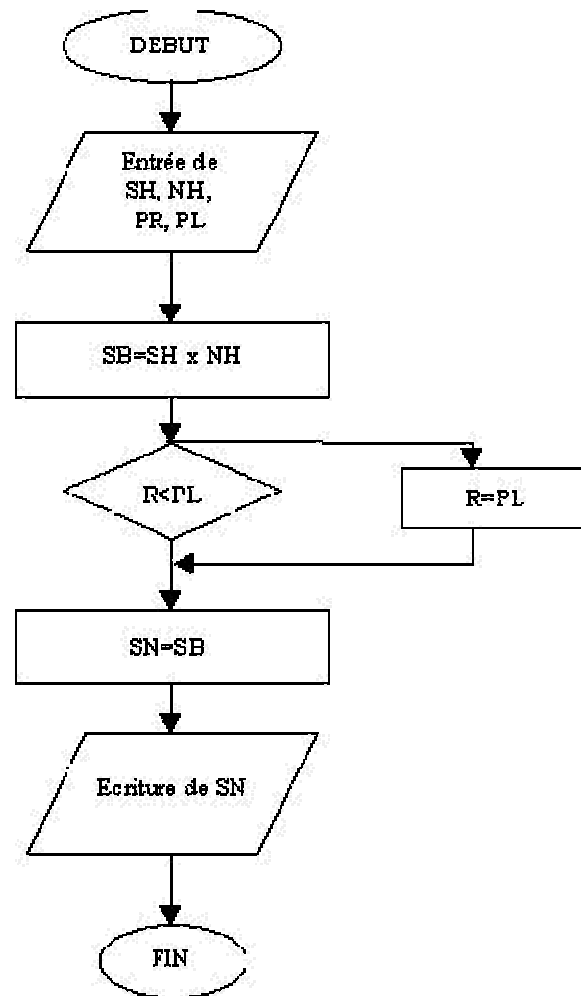 DEBUT
Entrée de
SH, NH,
PR, PL
SB=SH x NH
R<PL
R=PL
SN=SB
Ecriture de SN
FIN